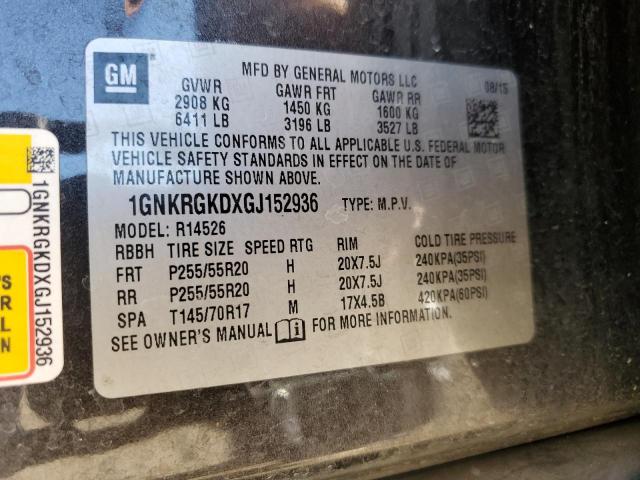 GM
MFD BY GENERAL MOTORS LLC
08/15
GVWR GAWR FRT GAWR RR
2908 KG 1450 KG 1600 KG
6411 LB 3196 LB 3527 LB
THIS VEHICLE CONFORMS TO ALL APPLICABLE U.S. FEDERAL MOTOR
VEHICLE SAFETY STANDARDS IN EFFECT ON THE DATE OF
MANUFACTURE SHOWN ABOVE.
1GNKRGKDXGJ152936 TYPE: M.P.V.
MODEL: R14526
RBBH TIRE SIZE SPEED RTG RIM COLD TIRE PRESSURE
FRT P255/55R20 H 20X7.5J 240KPA(35PSI)
RR P255/55R20 H 20X7.5J 240KPA(35PSI)
SPA T145/70R17 M 17X4.5B 420KPA(60PSI)
SEE OWNER'S MANUAL FOR MORE INFORMATION.
1GNKRGKDXGJ152936